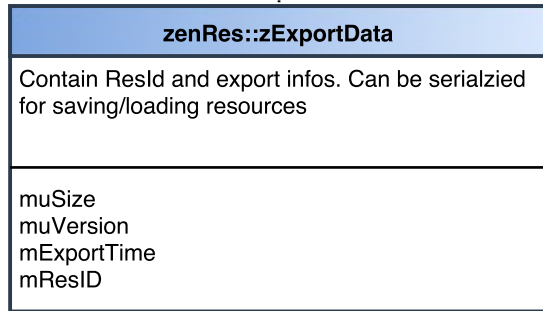 zenRes::zExportData
Contain ResId and export infos. Can be serialzied
for saving/loading resources
muSize
muVersion
mExportTime
mResID